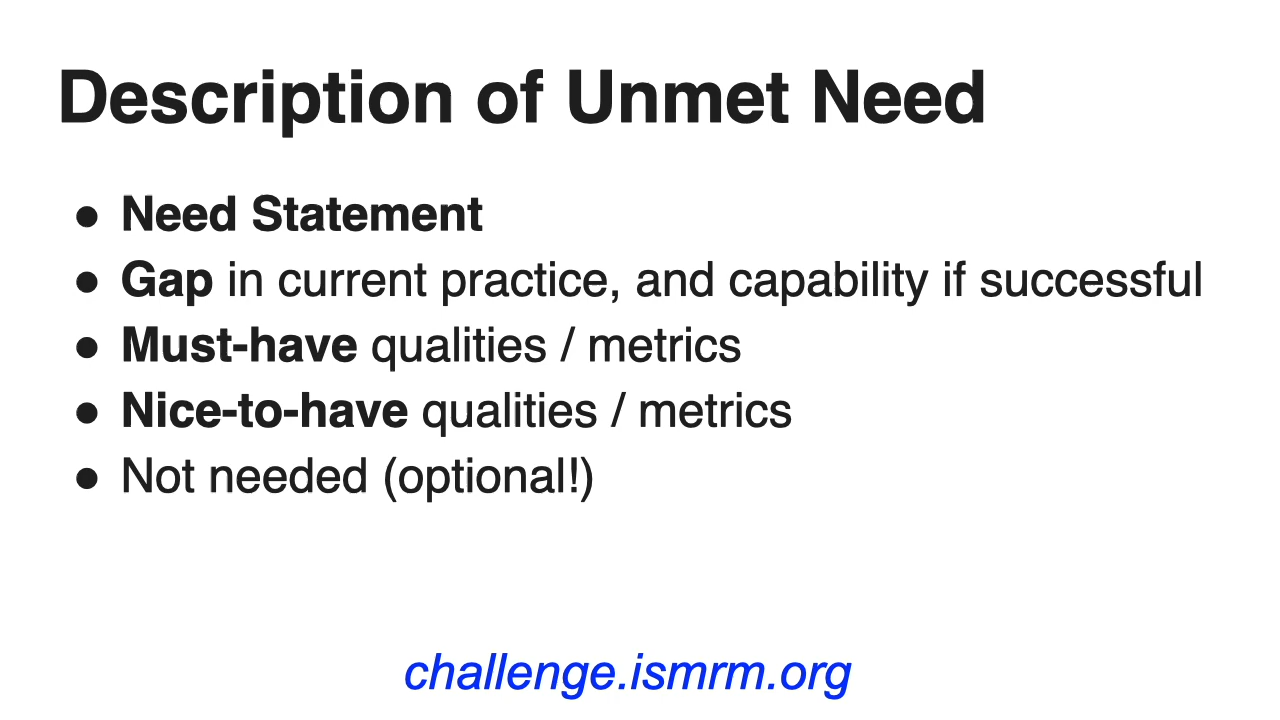 Description of Unmet Need
● Need Statement
● Gap in current practice, and capability if successful
● Must-have qualities / metrics
● Nice-to-have qualities / metrics
● Not needed (optional!)
challenge.ismrm.org